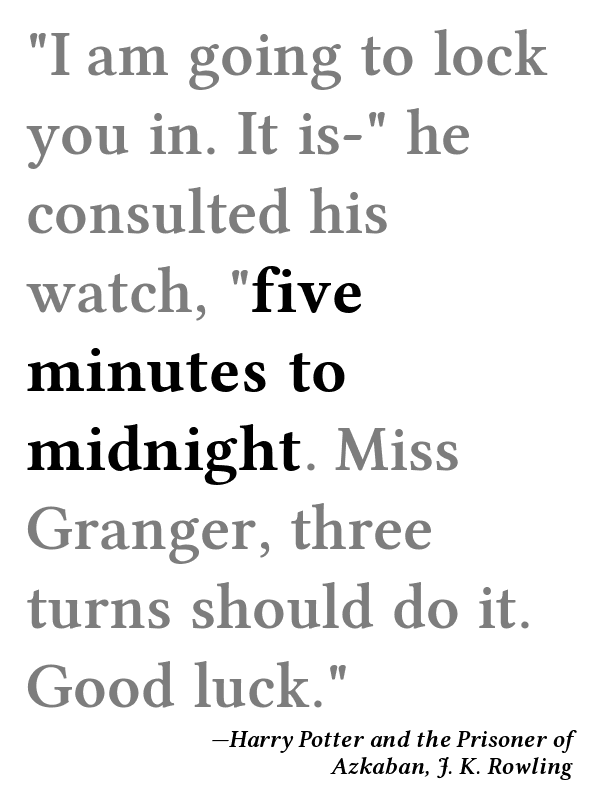 "I am going to lock
you in. It is-" he
consulted his
watch, "five
minutes to
midnight. Miss
Granger, three
turns should do it.
Good luck."
—Harry Potter and the Prisoner of
Azkaban, J. K. Rowling